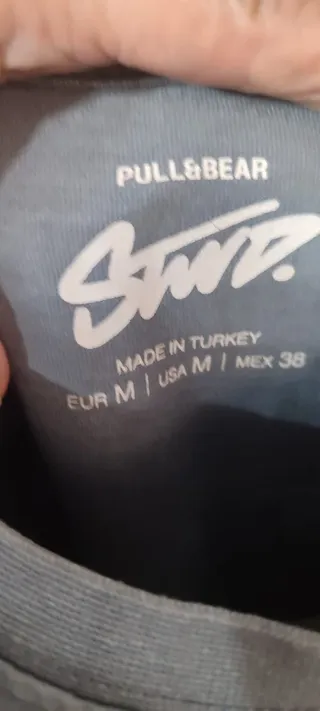 PULL&BEAR
STWD.
MADE IN TURKEY
EUR M | USA M | MEX 38